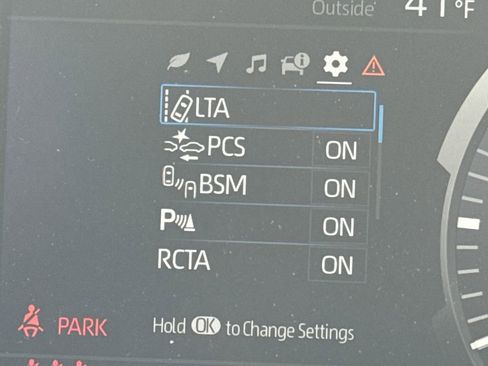 Outside
41°F
LTA
PCS ON
BSM ON
P ON
RCTA ON
Hold OK to Change Settings
PARK